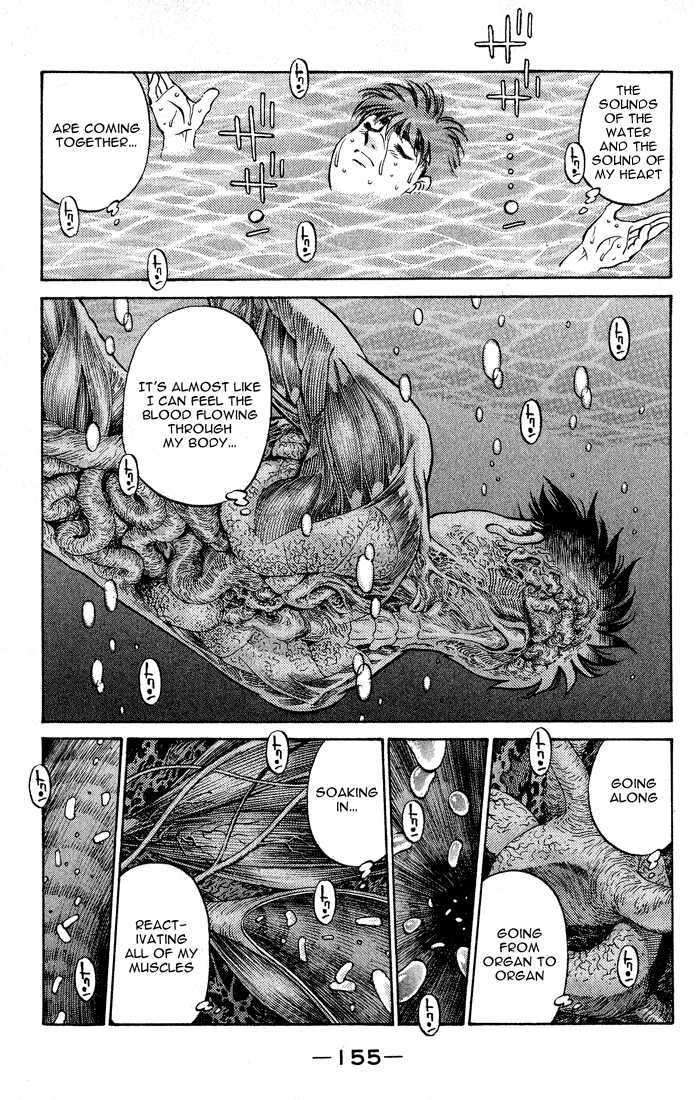 THE
SOUNDS
OF THE
WATER
AND THE
SOUND OF
MY HEART
ARE COMING
TOGETHER...
IT'S ALMOST LIKE
I CAN FEEL THE
BLOOD FLOWING
THROUGH
MY BODY...
GOING
ALONG
GOING
FROM
ORGAN TO
ORGAN
SOAKING
IN...
REACT-
IVATING
ALL OF MY
MUSCLES
—155—